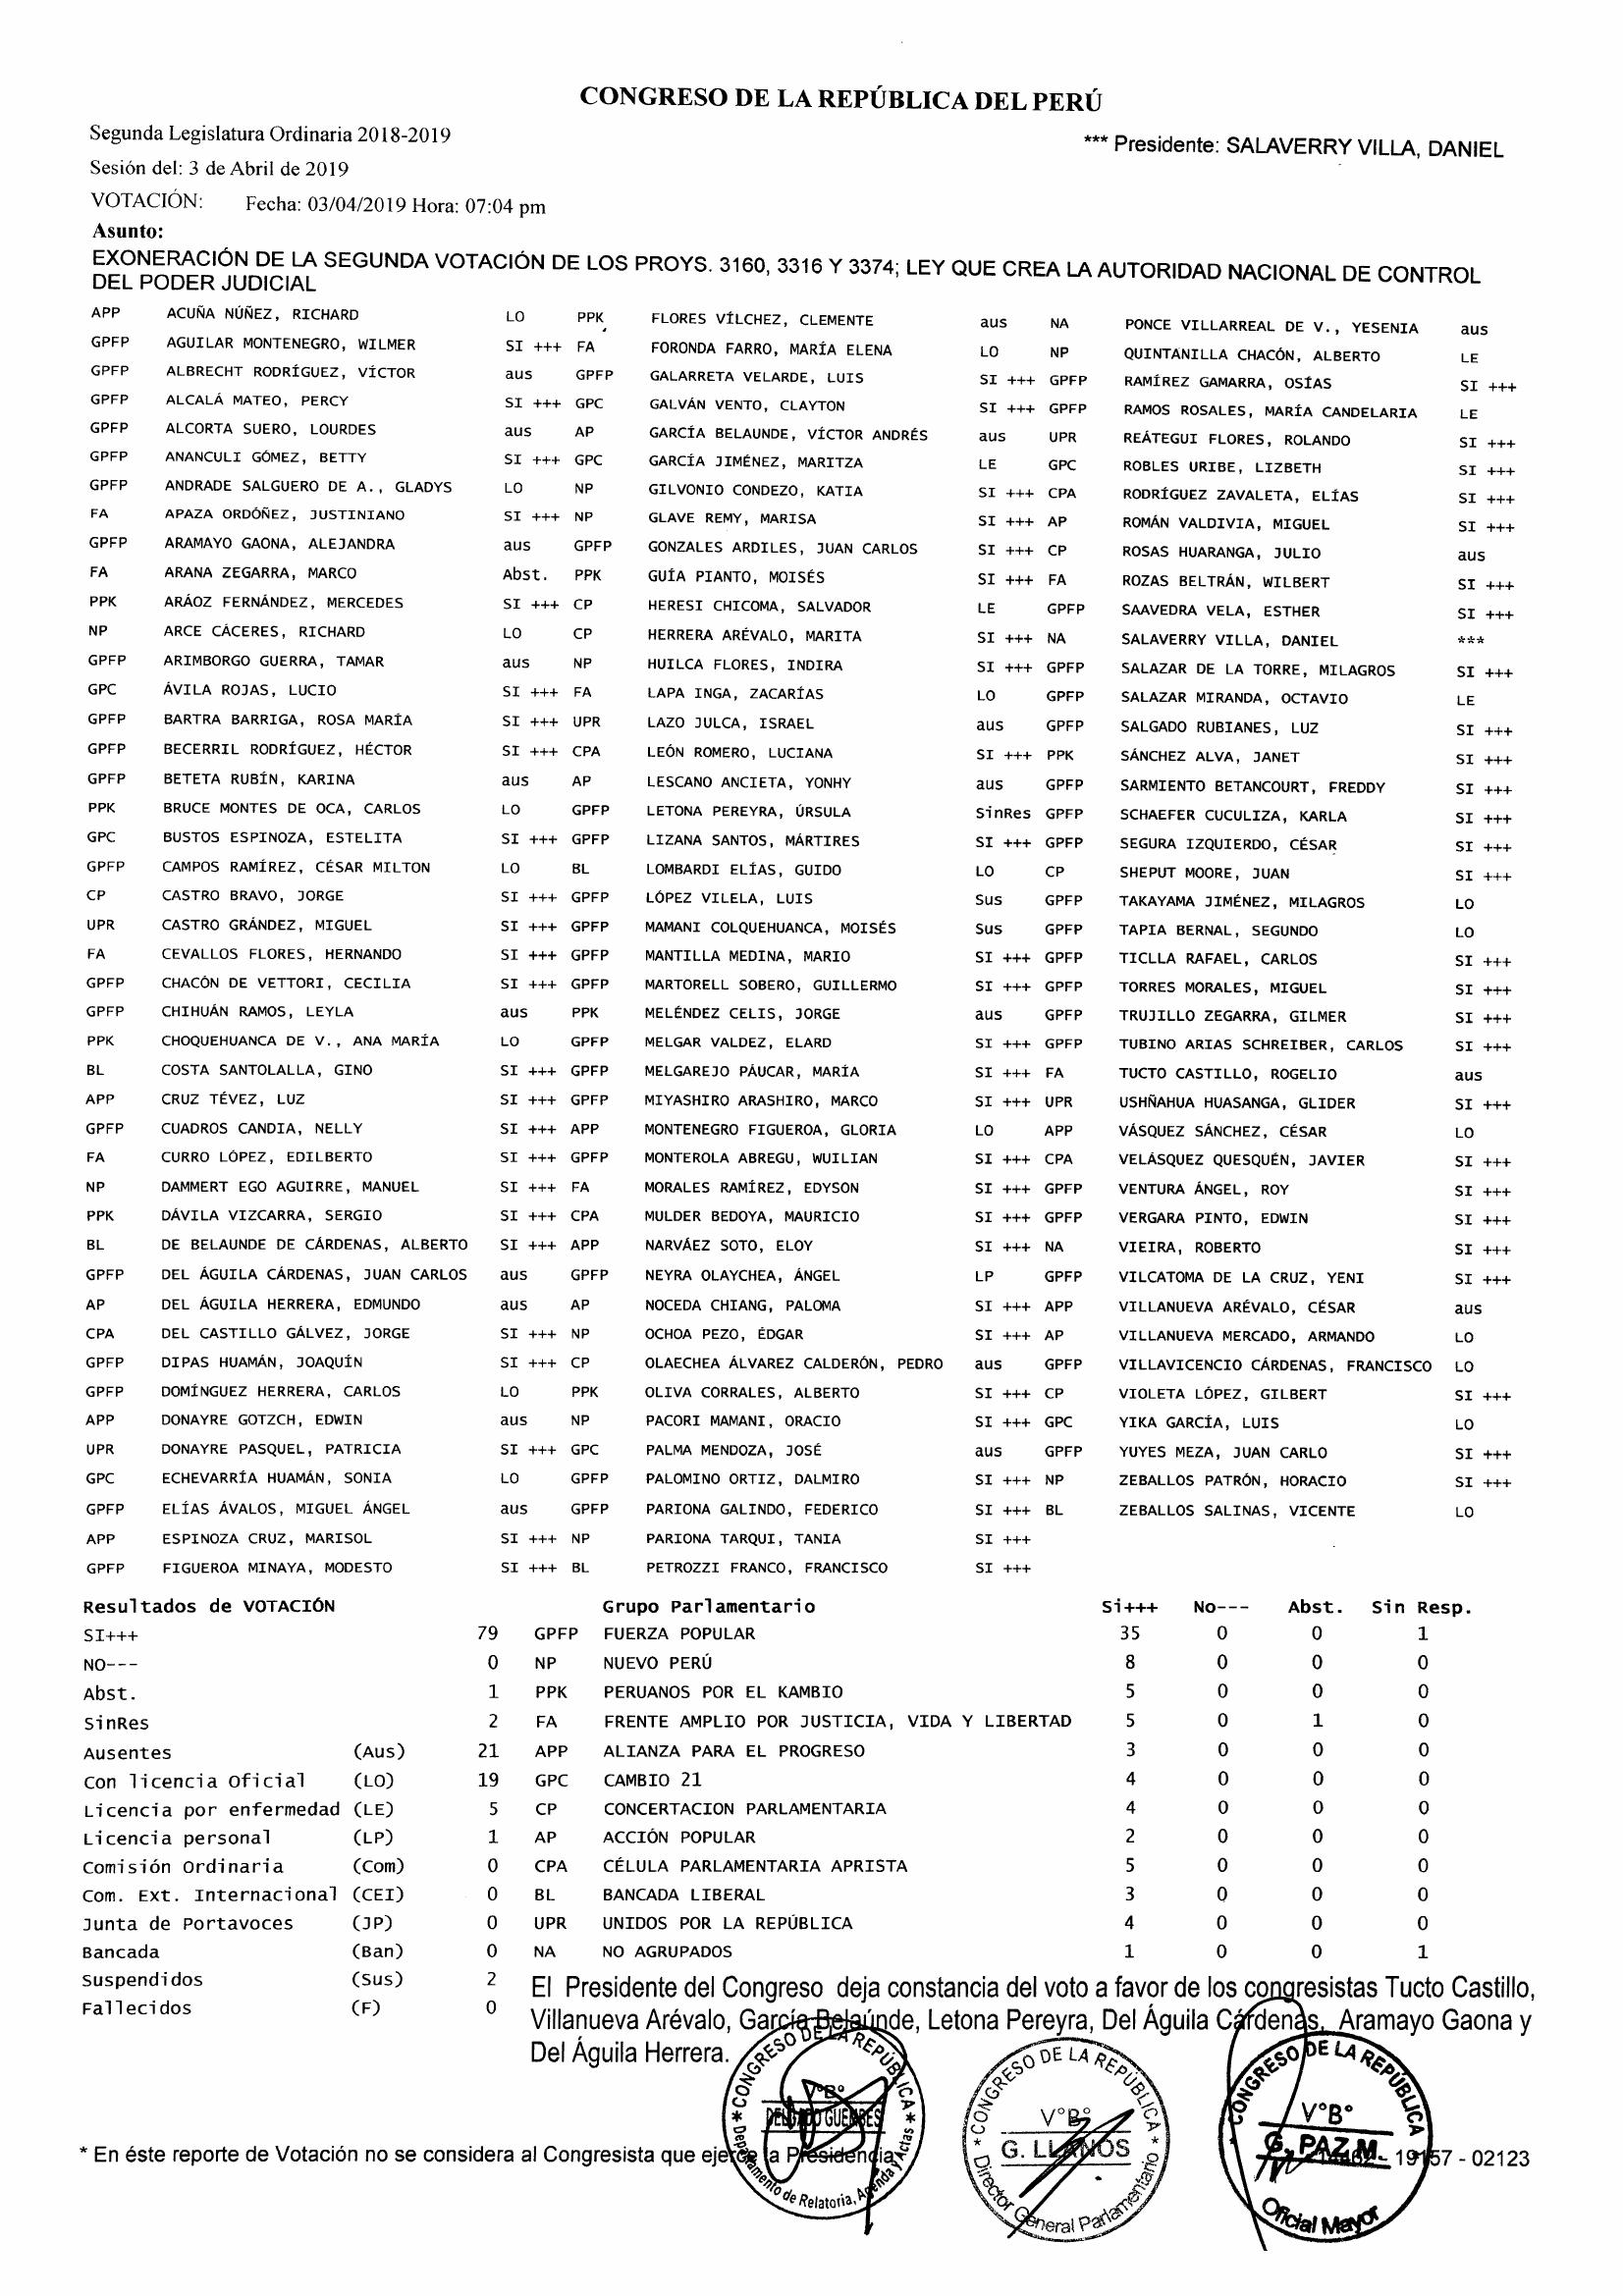 CONGRESO DE LA REPÚBLICA DEL PERÚ
Segunda Legislatura Ordinaria 2018-2019
*** Presidente: SALAVERRY VILLA, DANIEL
Sesión del: 3 de Abril de 2019
VOTACIÓN: Fecha: 03/04/2019 Hora: 07:04 pm
Asunto:
EXONERACIÓN DE LA SEGUNDA VOTACIÓN DE LOS PROYS. 3160, 3316 Y 3374; LEY QUE CREA LA AUTORIDAD NACIONAL DE CONTROL
DEL PODER JUDICIAL
APP ACUÑA NÚÑEZ, RICHARD LO PPK FLORES VÍLCHEZ, CLEMENTE aus NA PONCE VILLARREAL DE V., YESENIA aus
GPFP AGUILAR MONTENEGRO, WILMER SI +++ FA FORONDA FARRO, MARÍA ELENA LO NP QUINTANILLA CHACÓN, ALBERTO LE
GPFP ALBRECHT RODRÍGUEZ, VÍCTOR aus GPFP GALARRETA VELARDE, LUIS SI +++ GPFP RAMÍREZ GAMARRA, OSÍAS SI +++
GPFP ALCALÁ MATEO, PERCY SI +++ GPC GALVÁN VENTO, CLAYTON SI +++ GPFP RAMOS ROSALES, MARÍA CANDELARIA LE
GPFP ALCORTA SUERO, LOURDES aus AP GARCÍA BELAUNDE, VÍCTOR ANDRÉS aus UPR REÁTEGUI FLORES, ROLANDO SI +++
GPFP ANANCULI GÓMEZ, BETTY SI +++ GPC GARCÍA JIMÉNEZ, MARITZA LE GPC ROBLES URIBE, LIZBETH SI +++
GPFP ANDRADE SALGUERO DE A., GLADYS LO NP GILVONIO CONDEZO, KATIA SI +++ CPA RODRÍGUEZ ZAVALETA, ELÍAS SI +++
FA APAZA ORDÓÑEZ, JUSTINIANO SI +++ NP GLAVE REMY, MARISA SI +++ AP ROMÁN VALDIVIA, MIGUEL SI +++
GPFP ARAMAYO GAONA, ALEJANDRA aus GPFP GONZALES ARDILES, JUAN CARLOS SI +++ CP ROSAS HUARANGA, JULIO aus
FA ARANA ZEGARRA, MARCO Abst. PPK GUÍA PIANTO, MOISÉS SI +++ FA ROZAS BELTRÁN, WILBERT SI +++
PPK ARÁOZ FERNÁNDEZ, MERCEDES SI +++ CP HERESI CHICOMA, SALVADOR LE GPFP SAAVEDRA VELA, ESTHER SI +++
NP ARCE CÁCERES, RICHARD LO CP HERRERA ARÉVALO, MARITA SI +++ NA SALAVERRY VILLA, DANIEL ***
GPFP ARIMBORGO GUERRA, TAMAR aus NP HUILCA FLORES, INDIRA SI +++ GPFP SALAZAR DE LA TORRE, MILAGROS SI +++
GPC ÁVILA ROJAS, LUCIO SI +++ FA LAPA INGA, ZACARÍAS LO GPFP SALAZAR MIRANDA, OCTAVIO LE
GPFP BARTRA BARRIGA, ROSA MARÍA SI +++ UPR LAZO JULCA, ISRAEL aus GPFP SALGADO RUBIANES, LUZ SI +++
GPFP BECERRIL RODRÍGUEZ, HÉCTOR SI +++ CPA LEÓN ROMERO, LUCIANA SI +++ PPK SÁNCHEZ ALVA, JANET SI +++
GPFP BETETA RUBÍN, KARINA aus AP LESCANO ANCIETA, YONHY aus GPFP SARMIENTO BETANCOURT, FREDDY SI +++
PPK BRUCE MONTES DE OCA, CARLOS LO GPFP LETONA PEREYRA, ÚRSULA SinRes GPFP SCHAEFER CUCULIZA, KARLA SI +++
GPC BUSTOS ESPINOZA, ESTELITA SI +++ GPFP LIZANA SANTOS, MÁRTIRES SI +++ GPFP SEGURA IZQUIERDO, CÉSAR SI +++
GPFP CAMPOS RAMÍREZ, CÉSAR MILTON LO BL LOMBARDI ELÍAS, GUIDO LO CP SHEPUT MOORE, JUAN SI +++
CP CASTRO BRAVO, JORGE SI +++ GPFP LÓPEZ VILELA, LUIS Sus GPFP TAKAYAMA JIMÉNEZ, MILAGROS LO
UPR CASTRO GRÁNDEZ, MIGUEL SI +++ GPFP MAMANI COLQUEHUANCA, MOISÉS Sus GPFP TAPIA BERNAL, SEGUNDO LO
FA CEVALLOS FLORES, HERNANDO SI +++ GPFP MANTILLA MEDINA, MARIO SI +++ GPFP TICLLA RAFAEL, CARLOS SI +++
GPFP CHACÓN DE VETTORI, CECILIA SI +++ GPFP MARTORELL SOBERO, GUILLERMO SI +++ GPFP TORRES MORALES, MIGUEL SI +++
GPFP CHIHUÁN RAMOS, LEYLA aus PPK MELÉNDEZ CELIS, JORGE aus GPFP TRUJILLO ZEGARRA, GILMER SI +++
PPK CHOQUEHUANCA DE V., ANA MARÍA LO GPFP MELGAR VALDEZ, ELARD SI +++ GPFP TUBINO ARIAS SCHREIBER, CARLOS SI +++
BL COSTA SANTOLALLA, GINO SI +++ GPFP MELGAREJO PÁUCAR, MARÍA SI +++ FA TUCTO CASTILLO, ROGELIO aus
APP CRUZ TÉVEZ, LUZ SI +++ GPFP MIYASHIRO ARASHIRO, MARCO SI +++ UPR USHÑAHUA HUASANGA, GLIDER SI +++
GPFP CUADROS CANDIA, NELLY SI +++ APP MONTENEGRO FIGUEROA, GLORIA LO APP VÁSQUEZ SÁNCHEZ, CÉSAR LO
FA CURRO LÓPEZ, EDILBERTO SI +++ GPFP MONTEROLA ABREGU, WUILIAN SI +++ CPA VELÁSQUEZ QUESQUÉN, JAVIER SI +++
NP DAMMERT EGO AGUIRRE, MANUEL SI +++ FA MORALES RAMÍREZ, EDYSON SI +++ GPFP VENTURA ÁNGEL, ROY SI +++
PPK DÁVILA VIZCARRA, SERGIO SI +++ CPA MULDER BEDOYA, MAURICIO SI +++ GPFP VERGARA PINTO, EDWIN SI +++
BL DE BELAUNDE DE CÁRDENAS, ALBERTO SI +++ APP NARVÁEZ SOTO, ELOY SI +++ NA VIEIRA, ROBERTO SI +++
GPFP DEL ÁGUILA CÁRDENAS, JUAN CARLOS aus GPFP NEYRA OLAYCHEA, ÁNGEL LP GPFP VILCATOMA DE LA CRUZ, YENI SI +++
AP DEL ÁGUILA HERRERA, EDMUNDO aus AP NOCEDA CHIANG, PALOMA SI +++ APP VILLANUEVA ARÉVALO, CÉSAR aus
CPA DEL CASTILLO GÁLVEZ, JORGE SI +++ NP OCHOA PEZO, ÉDGAR SI +++ AP VILLANUEVA MERCADO, ARMANDO LO
GPFP DIPAS HUAMÁN, JOAQUÍN SI +++ CP OLAECHEA ÁLVAREZ CALDERÓN, PEDRO aus GPFP VILLAVICENCIO CÁRDENAS, FRANCISCO LO
GPFP DOMÍNGUEZ HERRERA, CARLOS LO PPK OLIVA CORRALES, ALBERTO SI +++ CP VIOLETA LÓPEZ, GILBERT SI +++
APP DONAYRE GOTZCH, EDWIN aus NP PACORI MAMANI, ORACIO SI +++ GPC YIKA GARCÍA, LUIS LO
UPR DONAYRE PASQUEL, PATRICIA SI +++ GPC PALMA MENDOZA, JOSÉ aus GPFP YUYES MEZA, JUAN CARLO SI +++
GPC ECHEVARRÍA HUAMÁN, SONIA LO GPFP PALOMINO ORTIZ, DALMIRO SI +++ NP ZEBALLOS PATRÓN, HORACIO SI +++
GPFP ELÍAS ÁVALOS, MIGUEL ÁNGEL aus GPFP PARIONA GALINDO, FEDERICO SI +++ BL ZEBALLOS SALINAS, VICENTE LO
APP ESPINOZA CRUZ, MARISOL SI +++ NP PARIONA TARQUI, TANIA SI +++
GPFP FIGUEROA MINAYA, MODESTO SI +++ BL PETROZZI FRANCO, FRANCISCO SI +++
Resultados de VOTACIÓN Grupo Parlamentario Si+++ No--- Abst. Sin Resp.
SI+++ 79 GPFP FUERZA POPULAR 35 0 0 1
NO--- 0 NP NUEVO PERÚ 8 0 0 0
Abst. 1 PPK PERUANOS POR EL KAMBIO 5 0 0 0
SinRes 2 FA FRENTE AMPLIO POR JUSTICIA, VIDA Y LIBERTAD 5 0 1 0
Ausentes (Aus) 21 APP ALIANZA PARA EL PROGRESO 3 0 0 0
Con licencia Oficial (LO) 19 GPC CAMBIO 21 4 0 0 0
Licencia por enfermedad (LE) 5 CP CONCERTACION PARLAMENTARIA 4 0 0 0
Licencia personal (LP) 1 AP ACCIÓN POPULAR 2 0 0 0
Comisión Ordinaria (Com) 0 CPA CÉLULA PARLAMENTARIA APRISTA 5 0 0 0
Com. Ext. Internacional (CEI) 0 BL BANCADA LIBERAL 3 0 0 0
Junta de Portavoces (JP) 0 UPR UNIDOS POR LA REPÚBLICA 4 0 0 0
Bancada (Ban) 0 NA NO AGRUPADOS 1 0 0 1
Suspendidos (Sus) 2
Fallecidos (F) 0
El Presidente del Congreso deja constancia del voto a favor de los congresistas Tucto Castillo,
Villanueva Arévalo, García Belaúnde, Letona Pereyra, Del Águila Cárdenas, Aramayo Gaona y
Del Águila Herrera.
* CONGRESO DE LA REPÚBLICA *
V°B°
DELGADO GUEMBES
Departamento de Relatoria, Agenda y Actas
* CONGRESO DE LA REPÚBLICA *
V°B°
G. LLANOS
Director General Parlamentario
CONGRESO DE LA REPÚBLICA
V°B°
G. PAZ M.
Oficial Mayor
* En éste reporte de Votación no se considera al Congresista que ejerce la Presidencia
- 19157 - 02123